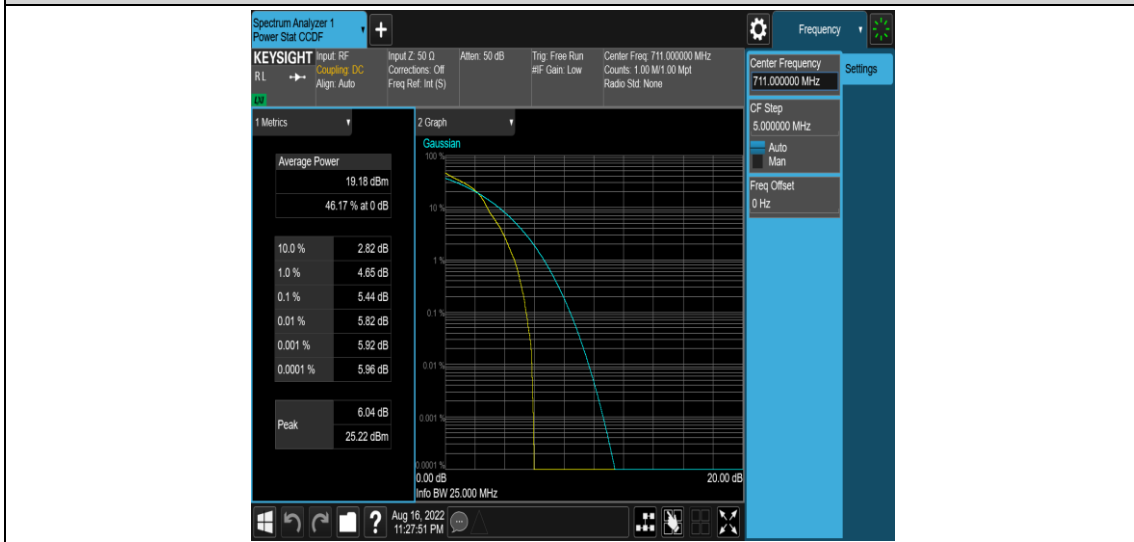 Spectrum Analyzer 1
Power Stat CCDF
+
Frequency
KEYSIGHT
RL
LXI
Input: RF
Coupling: DC
Align: Auto
Input Z: 50 Ω
Corrections: Off
Freq Ref: Int (S)
Atten: 50 dB
Trig: Free Run
#IF Gain: Low
Center Freq: 711.000000 MHz
Counts: 1.00 M/1.00 Mpt
Radio Std: None
Center Frequency
711.000000 MHz
Settings
CF Step
5.000000 MHz
Auto
Man
Freq Offset
0 Hz
1 Metrics
Average Power
19.18 dBm
46.17 % at 0 dB
10.0 % 2.82 dB
1.0 % 4.65 dB
0.1 % 5.44 dB
0.01 % 5.82 dB
0.001 % 5.92 dB
0.0001 % 5.96 dB
Peak
6.04 dB
25.22 dBm
2 Graph
Gaussian
100 %
10 %
1 %
0.1 %
0.01 %
0.001 %
0.0001 %
0.00 dB 20.00 dB
Info BW 25.000 MHz
?
Aug 16, 2022
11:27:51 PM